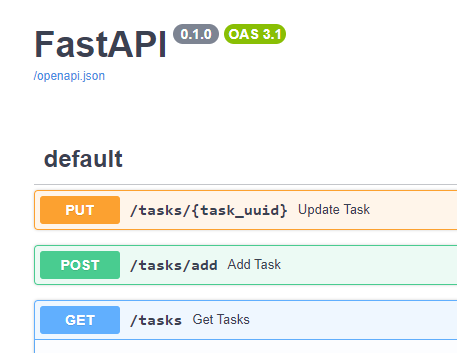 FastAPI 0.1.0 OAS 3.1
/openapi.json
default
PUT /tasks/{task_uuid} Update Task
POST /tasks/add Add Task
GET /tasks Get Tasks